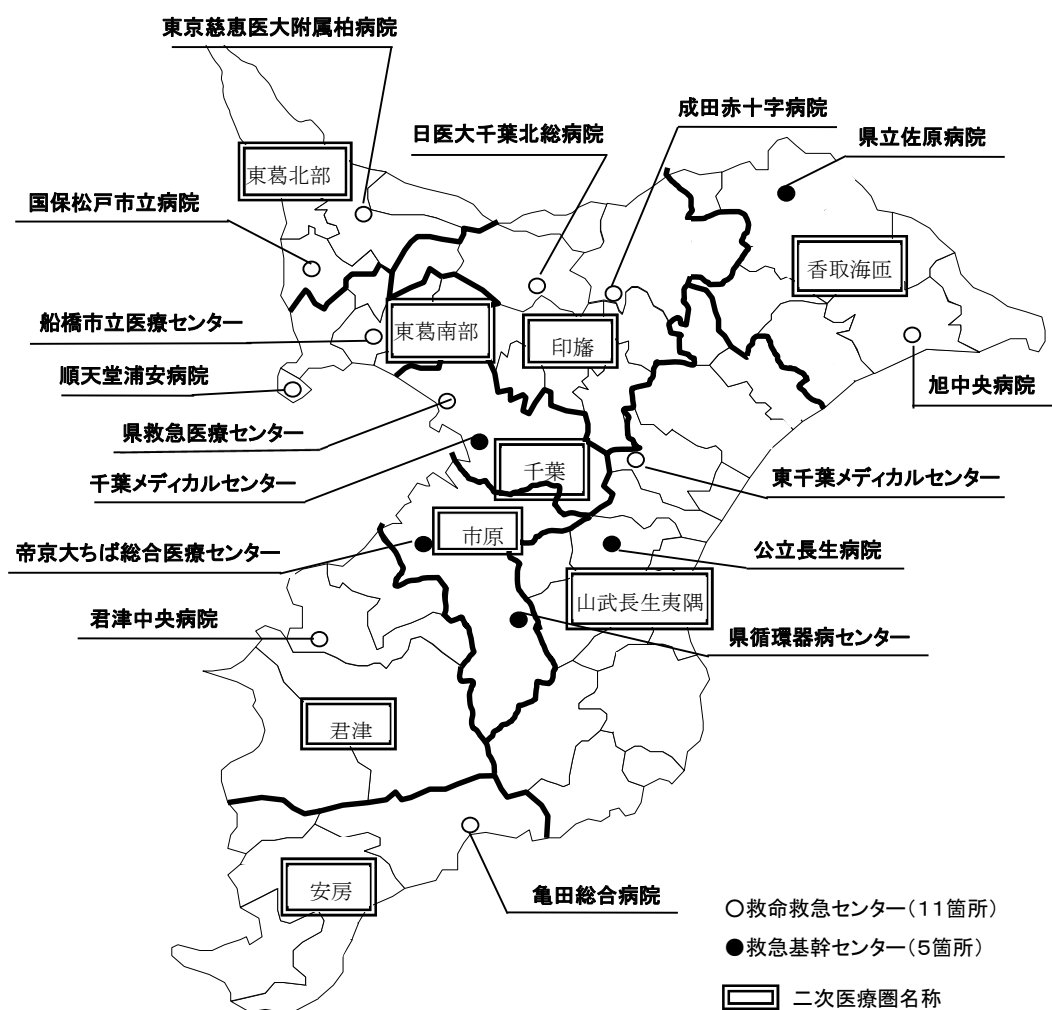 東京慈恵医大附属柏病院
成田赤十字病院
日医大千葉北総病院
県立佐原病院
東葛北部
国保松戸市立病院
香取海匝
船橋市立医療センター
東葛南部
印旛
順天堂浦安病院
旭中央病院
県救急医療センター
千葉
千葉メディカルセンター
東千葉メディカルセンター
市原
帝京大ちば総合医療センター
公立長生病院
山武長生夷隅
君津中央病院
県循環器病センター
君津
安房
亀田総合病院
○救命救急センター(11箇所)
●救急基幹センター(5箇所)
二次医療圏名称